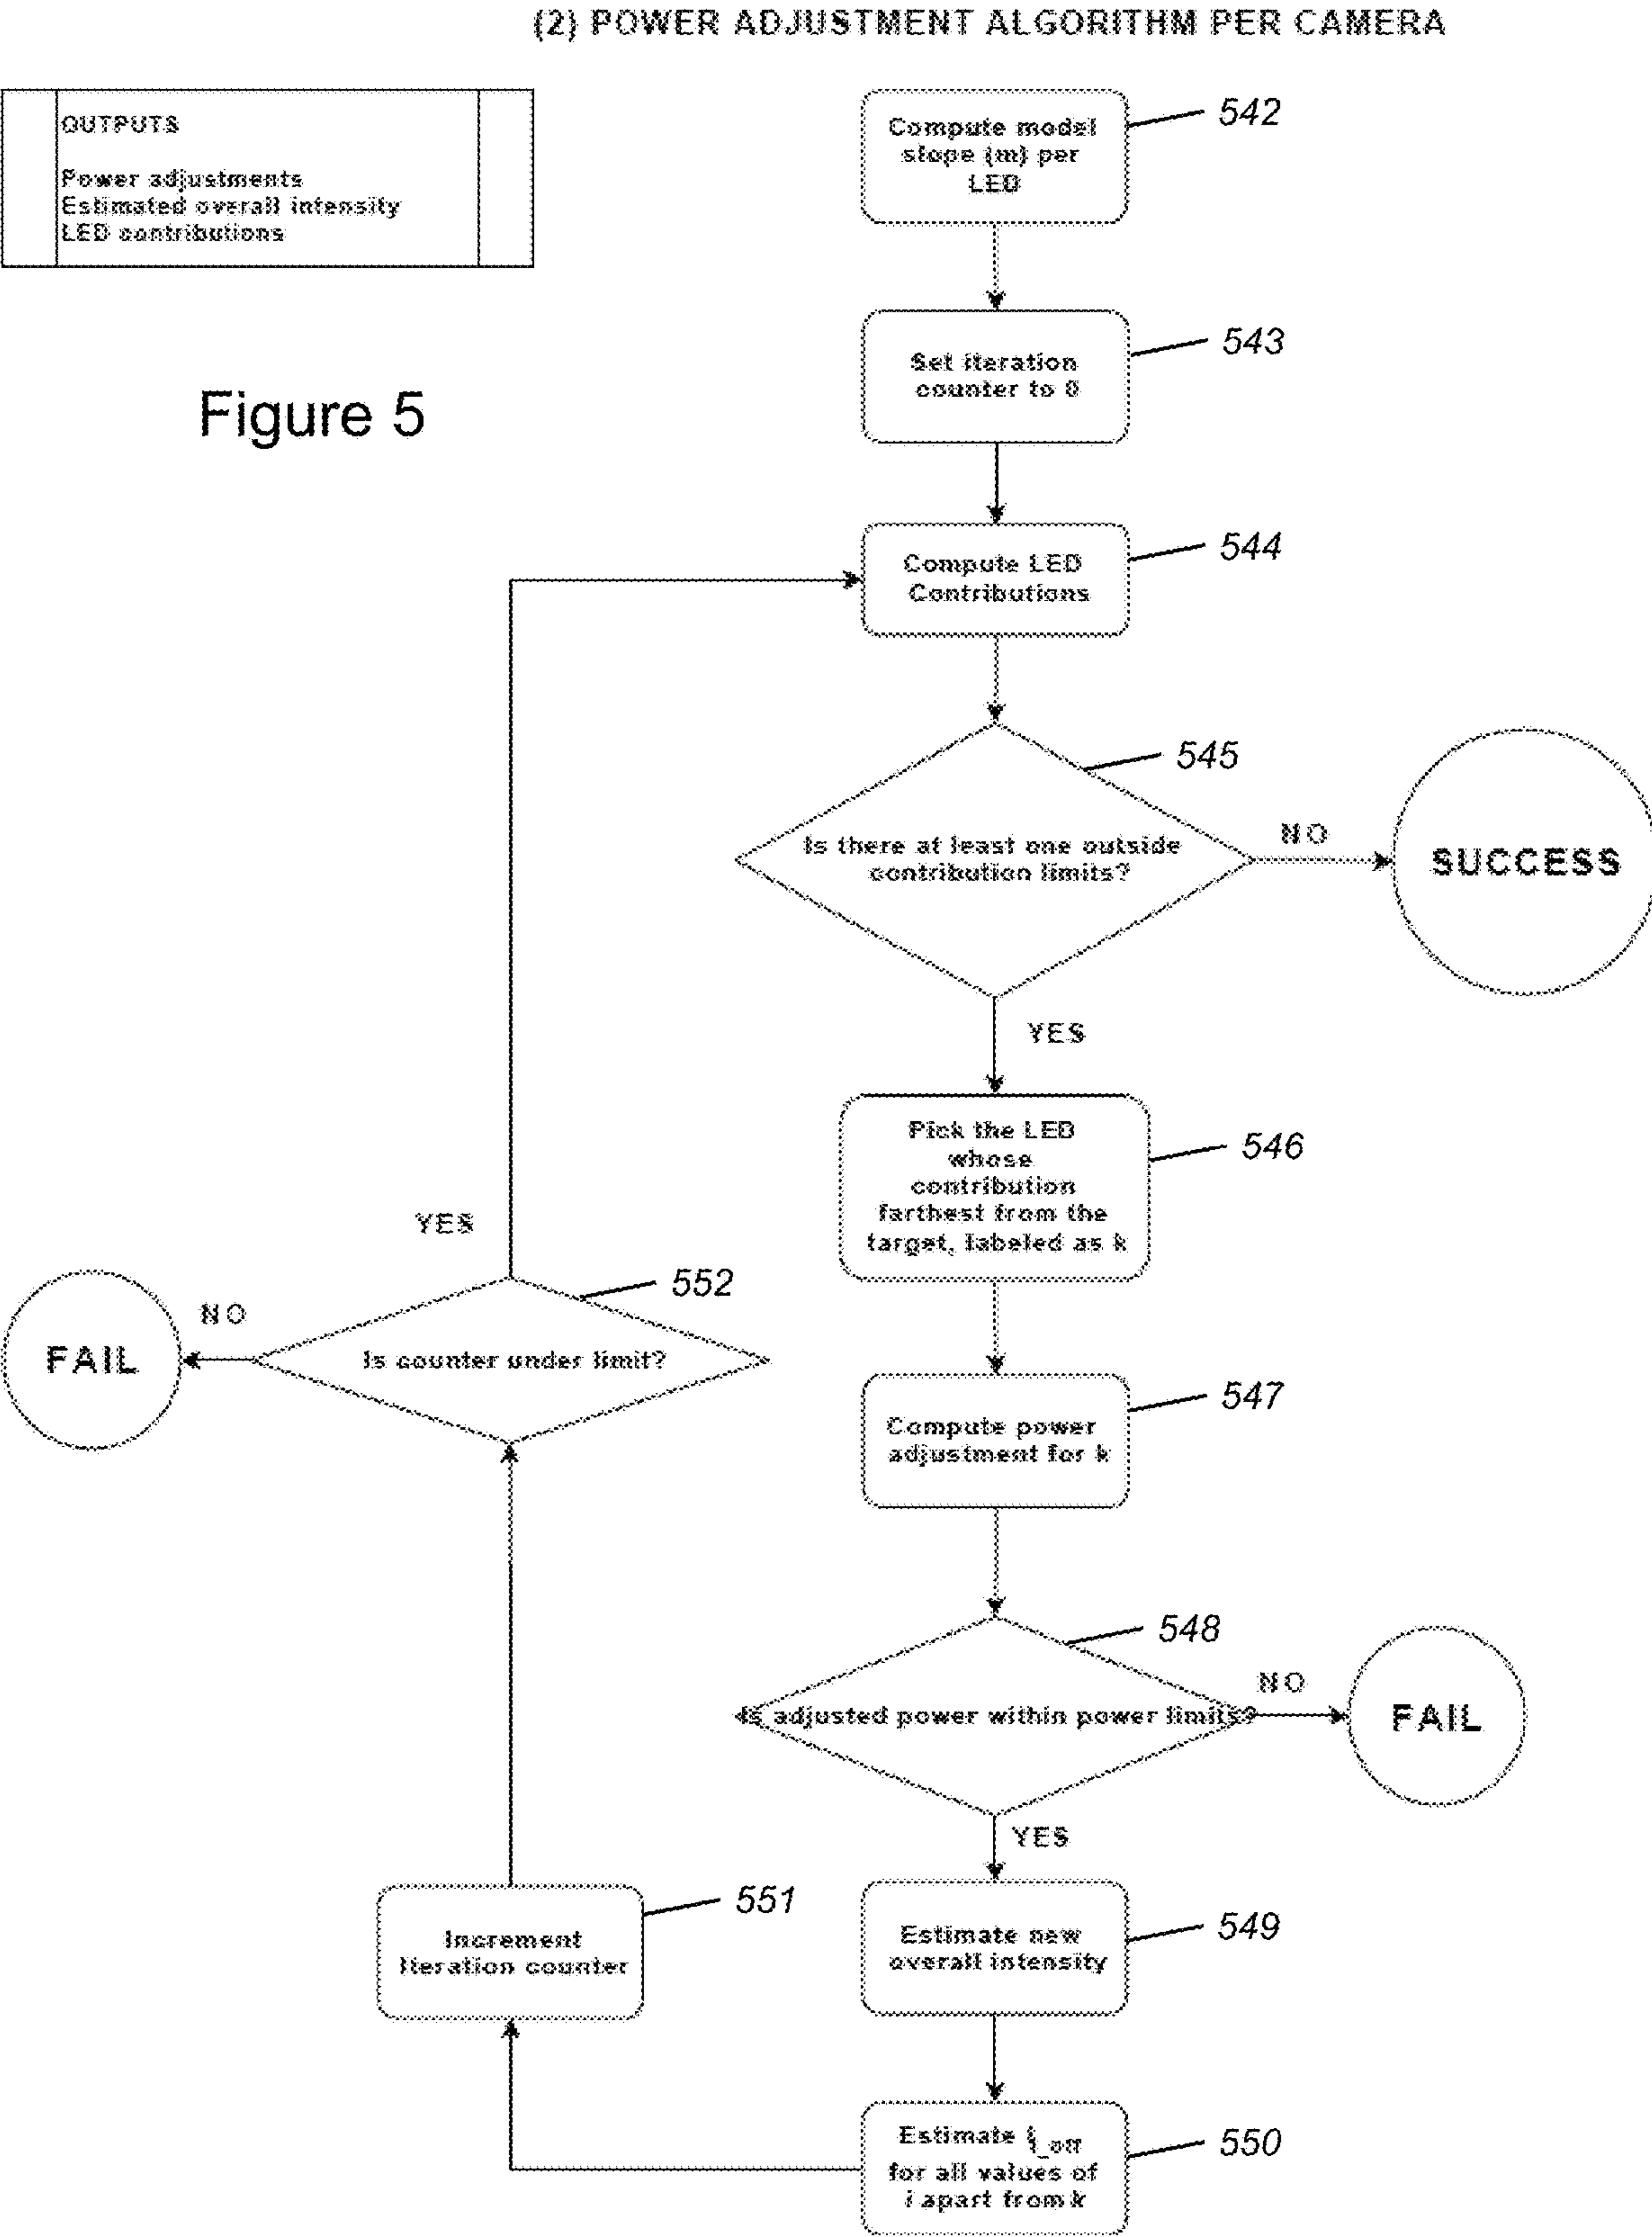 (2) POWER ADJUSTMENT ALGORITHM PER CAMERA
OUTPUTS
Power adjustments
Estimated overall intensity
LED contributions
Figure 5
Compute model
slope (m) per
LED
542
Set iteration
counter to 0
543
Compute LED
Contributions
544
545
Is there at least one outside
contribution limits?
NO
SUCCESS
YES
Pick the LED
whose
contribution
farthest from the
target, labeled as k
546
YES
552
NO
FAIL
Is counter under limit?
Compute power
adjustment for k
547
548
Is adjusted power within power limits?
NO
FAIL
YES
Increment
Iteration counter
551
Estimate new
overall intensity
549
Estimate I_i_off
for all values of
i apart from k
550